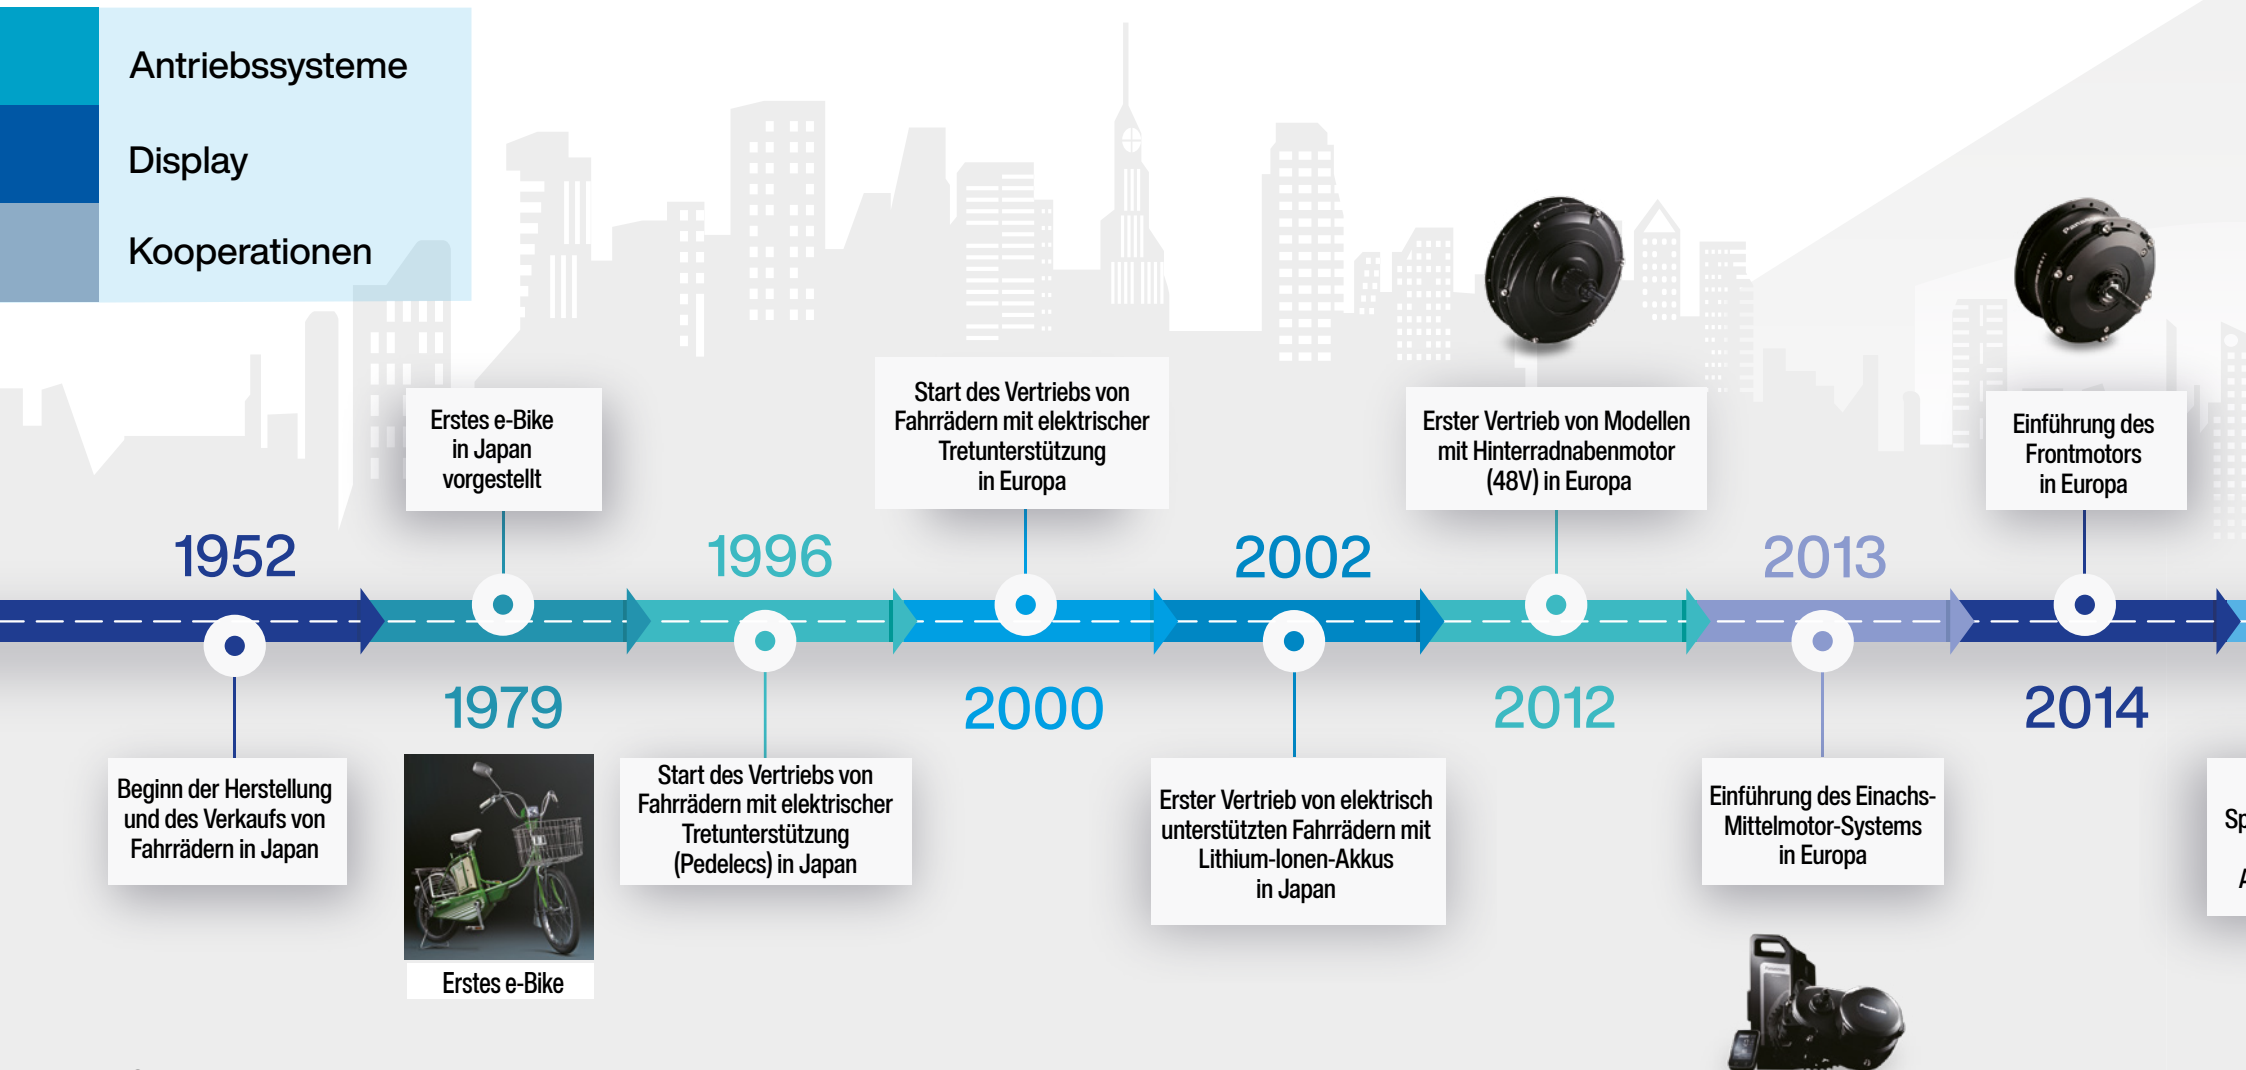 Antriebssysteme
Display
Kooperationen
1952
Beginn der Herstellung
und des Verkaufs von
Fahrrädern in Japan
Erstes e-Bike
in Japan
vorgestellt
1979
Erstes e-Bike
1996
Start des Vertriebs von
Fahrrädern mit elektrischer
Tretunterstützung
(Pedelecs) in Japan
Start des Vertriebs von
Fahrrädern mit elektrischer
Tretunterstützung
in Europa
2000
2002
Erster Vertrieb von elektrisch
unterstützten Fahrrädern mit
Lithium-Ionen-Akkus
in Japan
Erster Vertrieb von Modellen
mit Hinterradnabenmotor
(48V) in Europa
2012
2013
Einführung des Einachs-
Mittelmotor-Systems
in Europa
Einführung des
Frontmotors
in Europa
2014